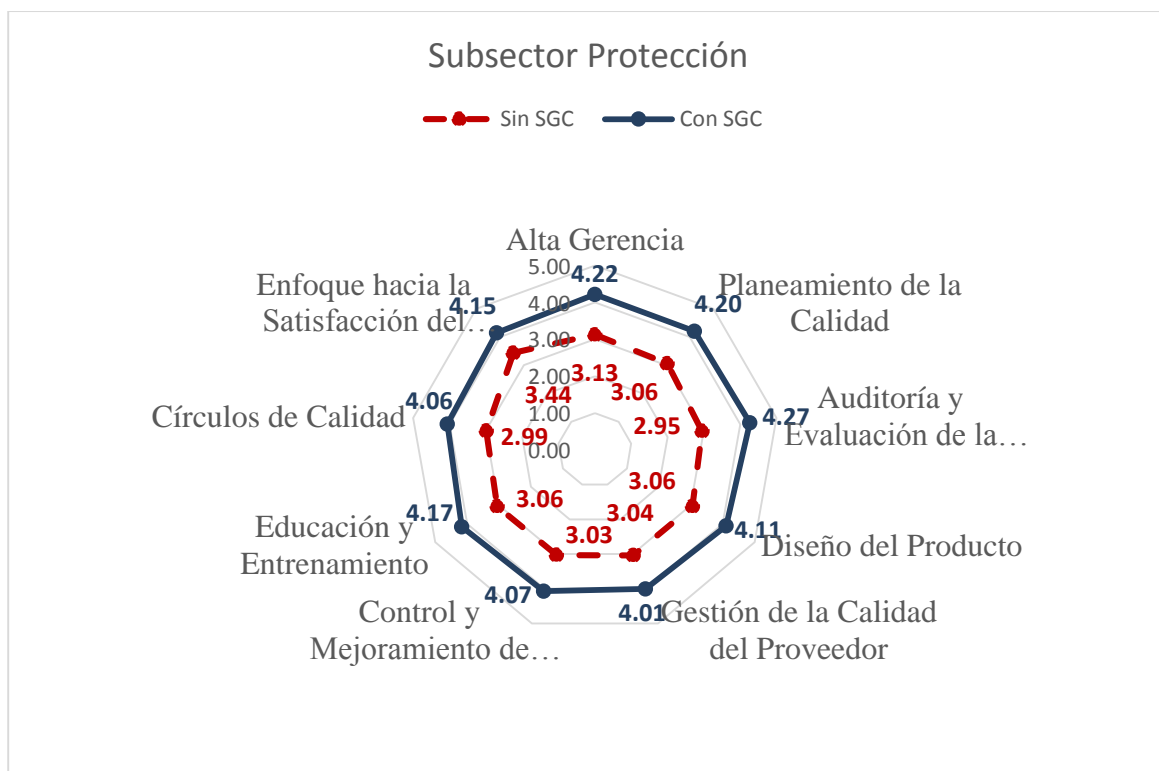 Subsector Protección
Sin SGC
Con SGC
Alta Gerencia
5.00
4.22
4.00
3.00
2.00
1.00
0.00
Planeamiento de la
Calidad
4.20
Auditoría y
Evaluación de la…
4.27
Diseño del Producto
4.11
Gestión de la Calidad
del Proveedor
4.01
Control y
Mejoramiento de…
4.07
Educación y
Entrenamiento
4.17
Círculos de Calidad
4.06
Enfoque hacia la
Satisfacción del…
4.15
3.13
3.06
2.95
3.06
3.04
3.03
3.06
2.99
3.44